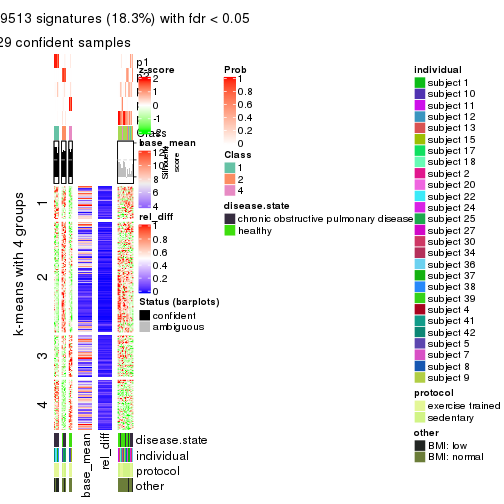 9513 signatures (18.3%) with fdr < 0.05
29 confident samples
p1
z-score
2
1
0
-1
-2
Class
Silhouette
score
base_mean
12
10
8
6
4
2
rel_diff
1
0.8
0.6
0.4
0.2
0
Status (barplots)
confident
ambiguous
k-means with 4 groups
1
2
3
4
base_mean
rel_diff
disease.state
individual
protocol
other
Prob
1
0.8
0.6
0.4
0.2
0
Class
1
2
4
disease.state
chronic obstructive pulmonary disease
healthy
individual
subject 1
subject 10
subject 11
subject 12
subject 13
subject 15
subject 17
subject 18
subject 2
subject 20
subject 22
subject 24
subject 25
subject 27
subject 30
subject 34
subject 36
subject 37
subject 38
subject 39
subject 4
subject 41
subject 42
subject 5
subject 7
subject 8
subject 9
protocol
exercise trained
sedentary
other
BMI: low
BMI: normal